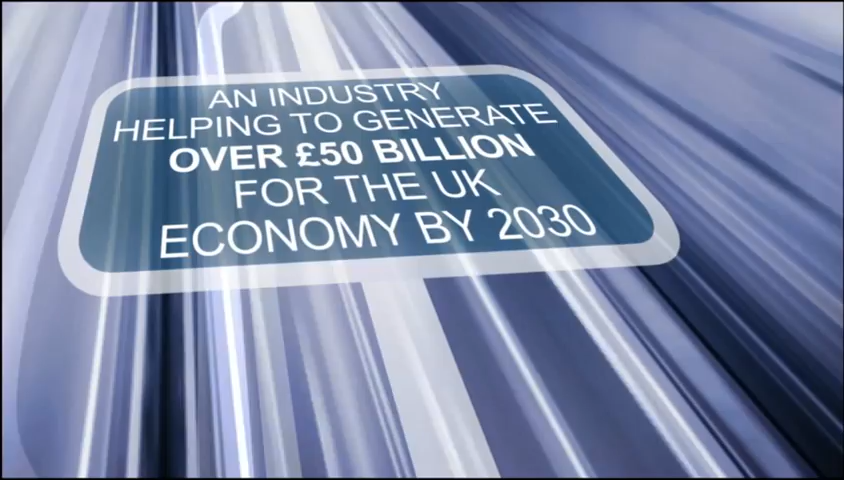 AN INDUSTRY
HELPING TO GENERATE
OVER £50 BILLION
FOR THE UK
ECONOMY BY 2030